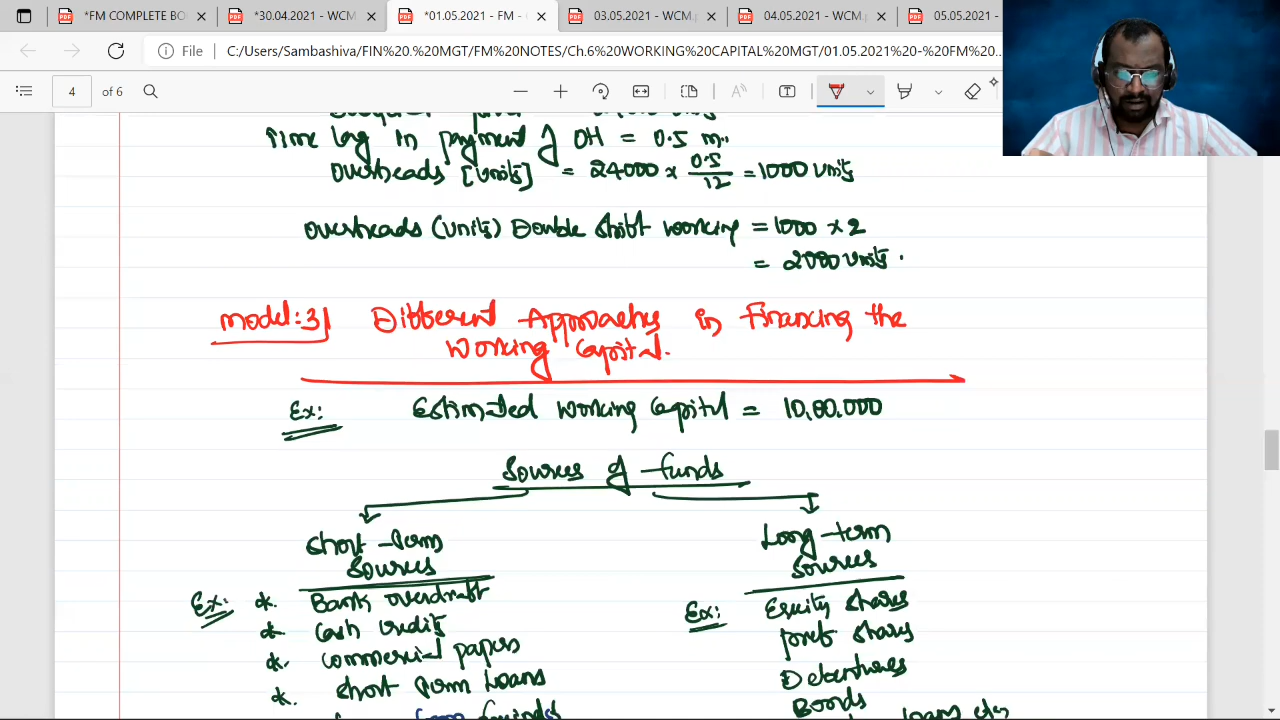 *FM COMPLETE BO
*30.04.2021 - WCM
*01.05.2021 - FM -
03.05.2021 - WCM.p
04.05.2021 - WCM.p
05.05.2021 -
File C:/Users/Sambashiva/FIN%20.%20MGT/FM%20NOTES/Ch.6%20WORKING%20CAPITAL%20MGT/01.05.2021%20-%20FM%20...
4 of 6
Time lag in payment of OH = 0.5 m.
Overheads [Units] = 24000 x 0.5/12 = 1000 Units
Overheads (Units) Double Shift working = 1000 x 2
= 2000 Units.
Model:3] Different Approaches in Financing the
Working Capital.
Ex: Estimated Working Capital = 10,00,000
Sources of funds
Short-Term
Sources
Long-term
Sources
Ex: *. Bank overdraft
*. Cash credits
*. Commercial papers
*. Short Term Loans
Ex: Equity shares
Pref. shares
Debentures
Bonds